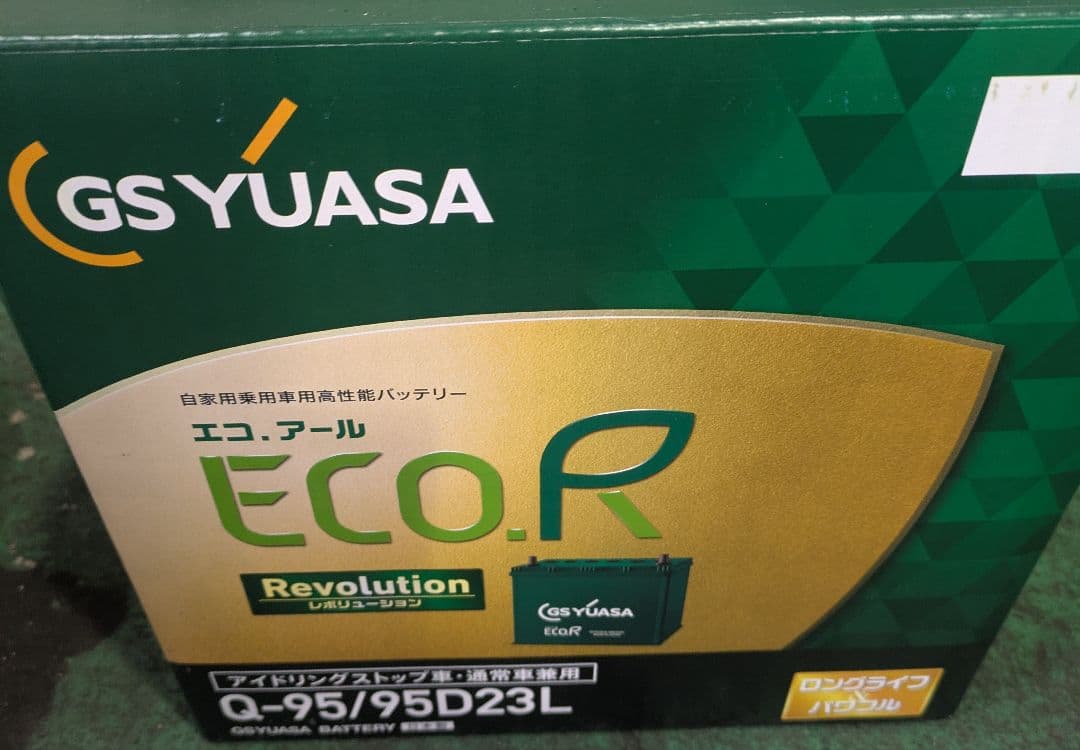 GS YUASA
自家用乗用車用高性能バッテリー
エコ.アール
ECO.R
Revolution
レボリューション
GS YUASA
ECO.R
アイドリングストップ車・通常車兼用
Q-95/95D23L
GSYUASA BATTERY 日本製
ロングライフ
&
パワフル